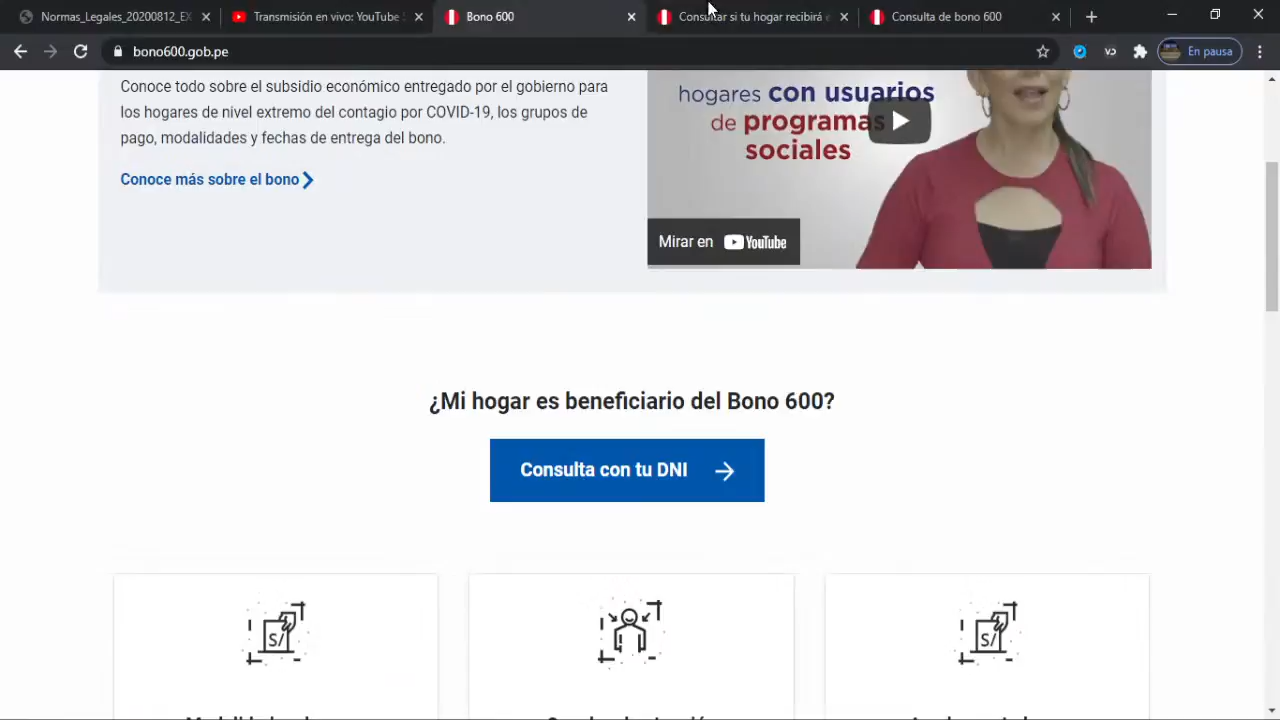 Normas_Legales_20200812_EX
Transmisión en vivo: YouTube
Bono 600
Consultar si tu hogar recibirá e
Consulta de bono 600
bono600.gob.pe
En pausa
Conoce todo sobre el subsidio económico entregado por el gobierno para
los hogares de nivel extremo del contagio por COVID-19, los grupos de
pago, modalidades y fechas de entrega del bono.
Conoce más sobre el bono
hogares con usuarios
de programas
sociales
Mirar en YouTube
¿Mi hogar es beneficiario del Bono 600?
Consulta con tu DNI
S/
S/